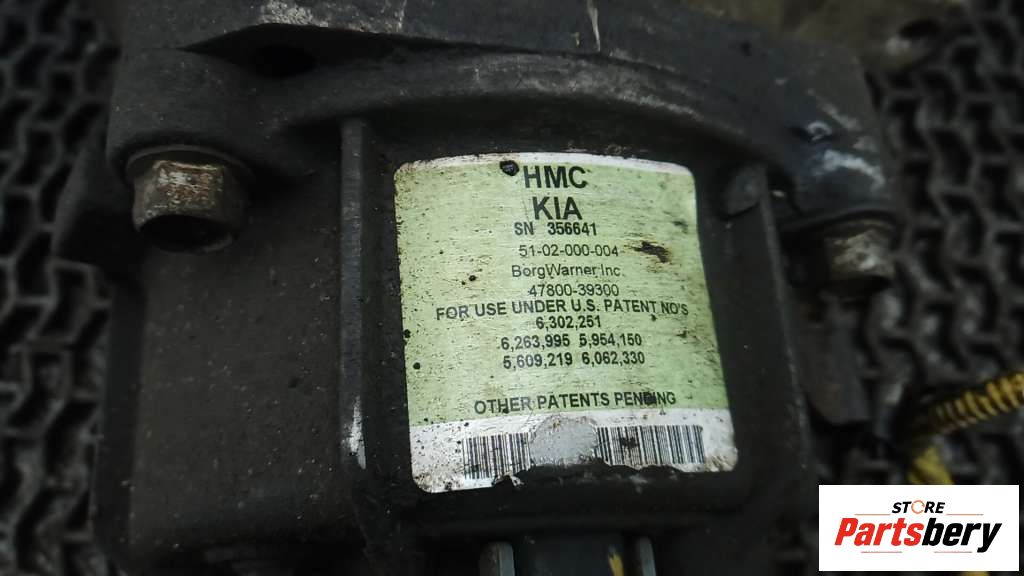 HMC
KIA
SN 356641
51-02-000-004
BorgWarner Inc.
47800-39300
FOR USE UNDER U.S. PATENT NO'S
6,302,251
6,263,995 5,954,150
5,609,219 6,062,330
OTHER PATENTS PENDING
STORE
Partsbery